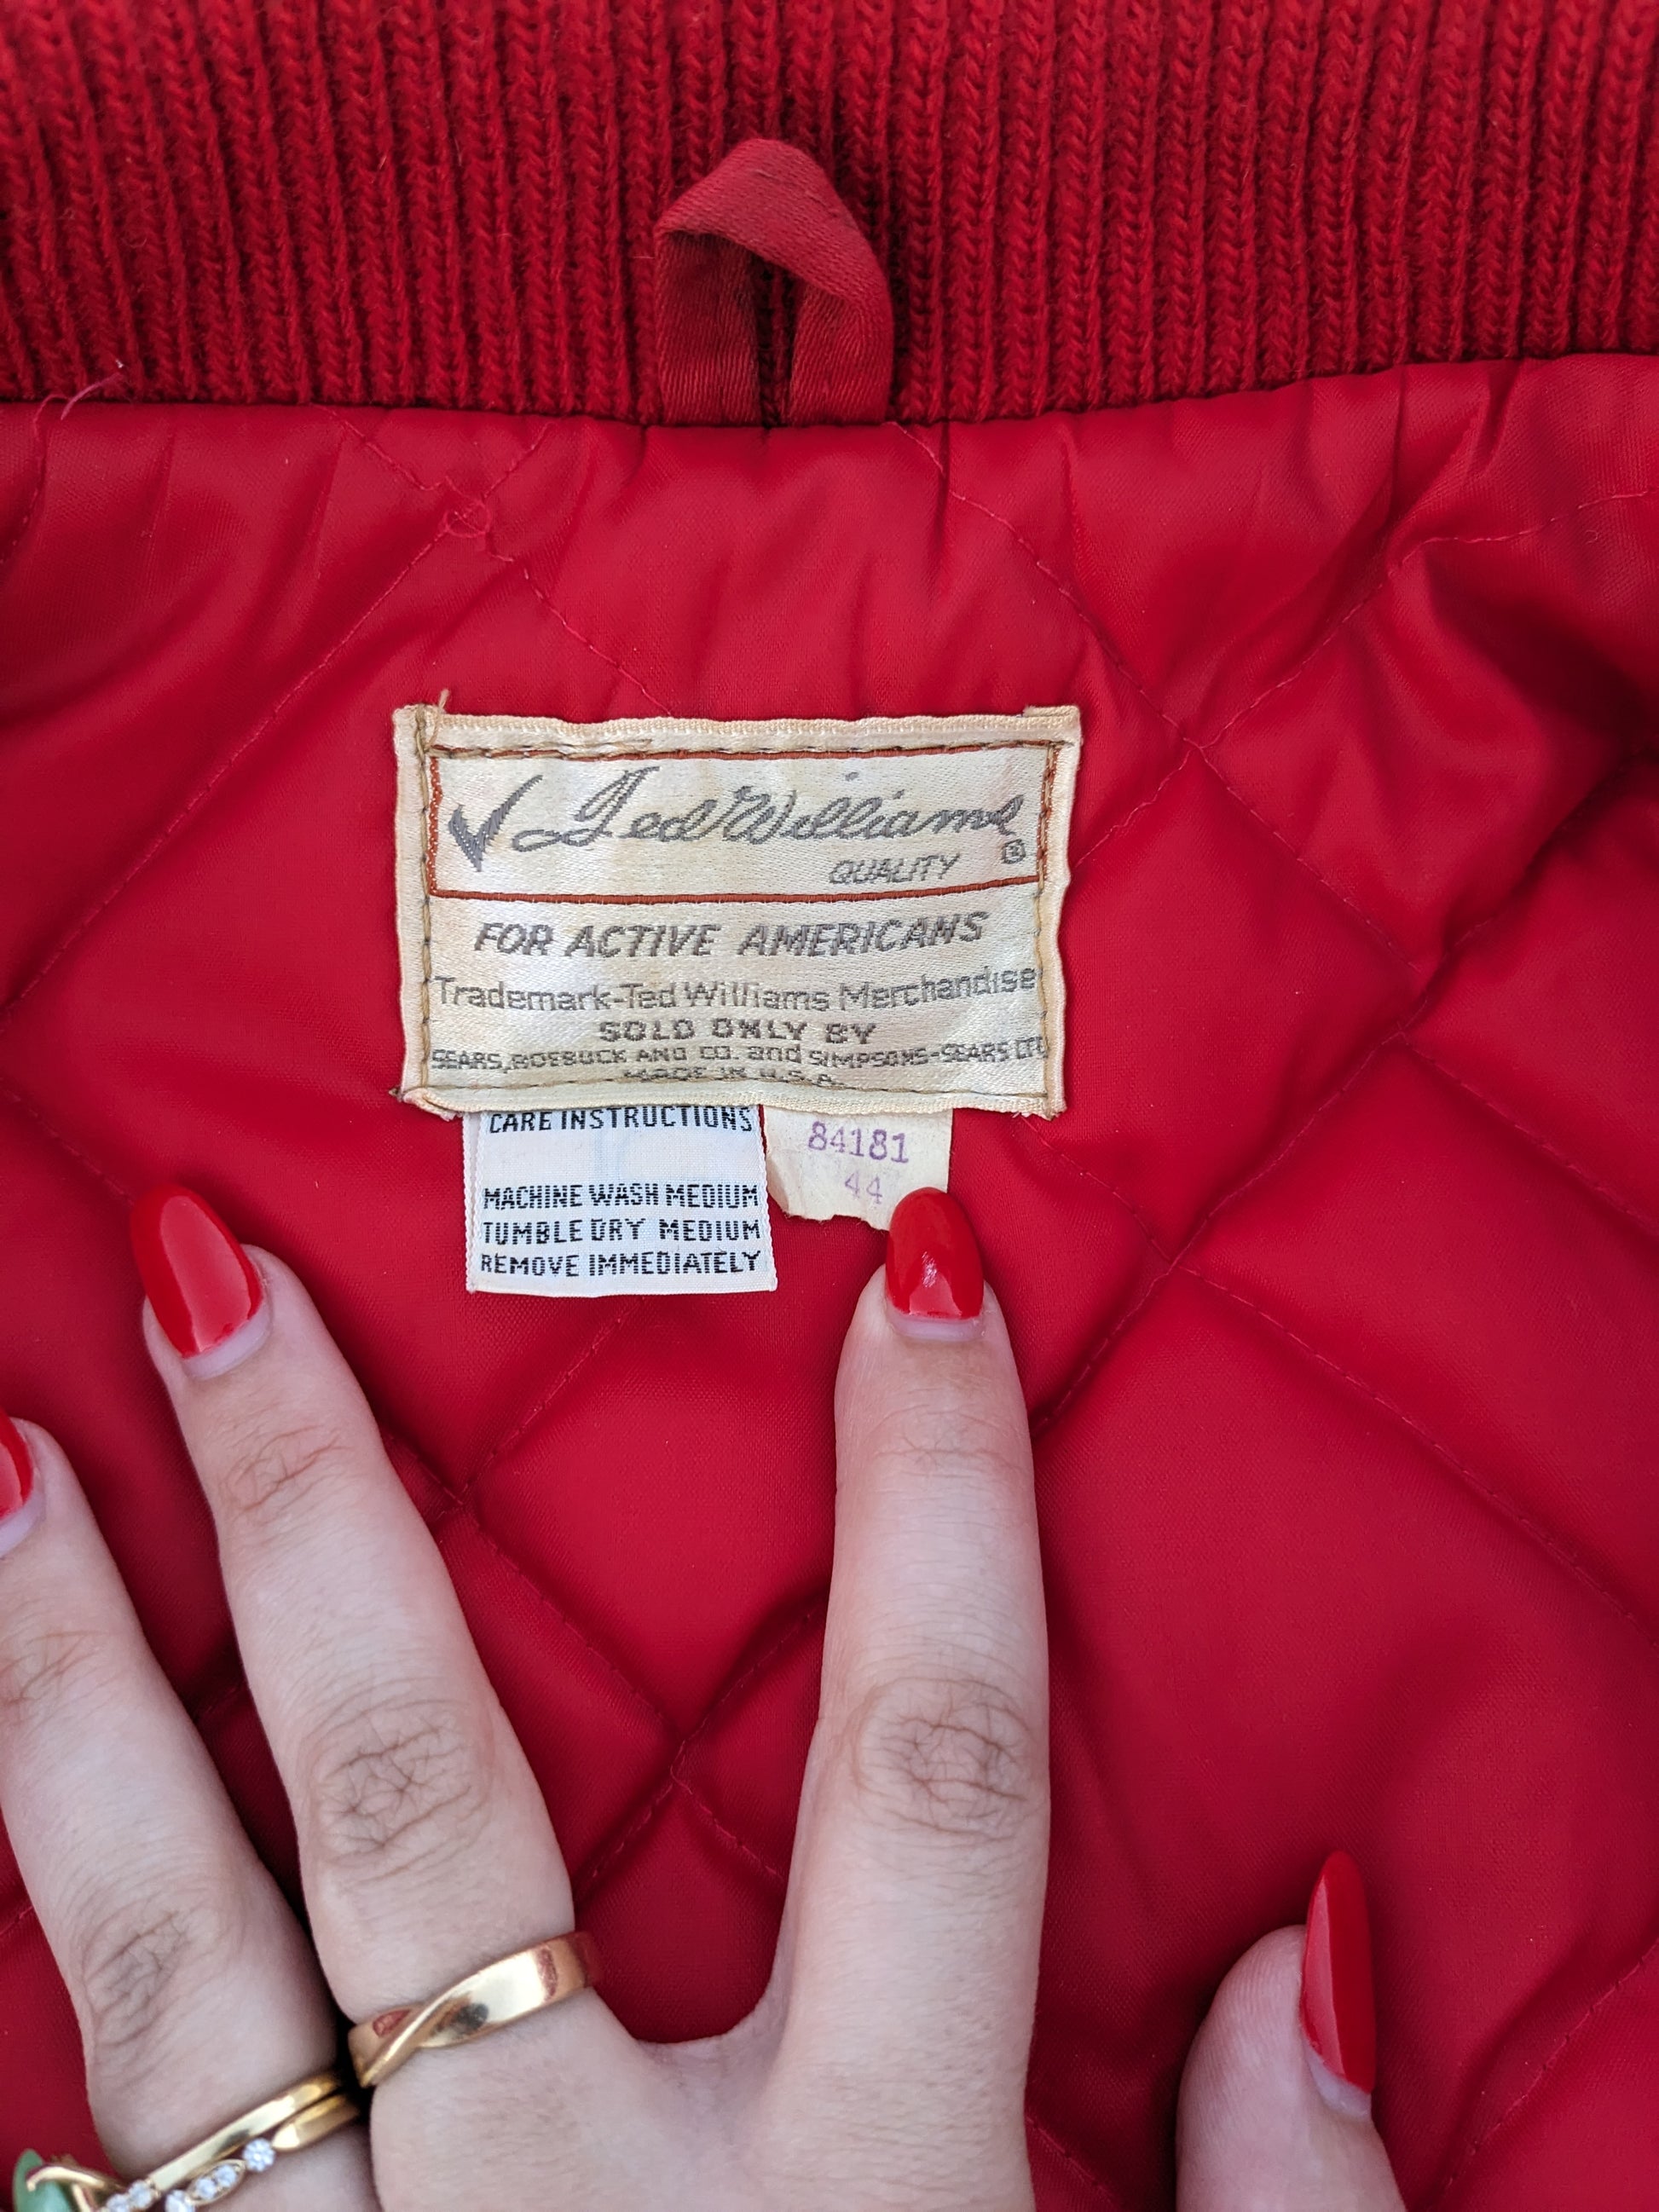 ✓ Ted Williams
QUALITY ®
FOR ACTIVE AMERICANS
Trademark-Ted Williams Merchandise
SOLD ONLY BY
SEARS, ROEBUCK AND CO. and SIMPSONS-SEARS LTD.
MADE IN U.S.A.
CARE INSTRUCTIONS
MACHINE WASH MEDIUM
TUMBLE DRY MEDIUM
REMOVE IMMEDIATELY
84181
44